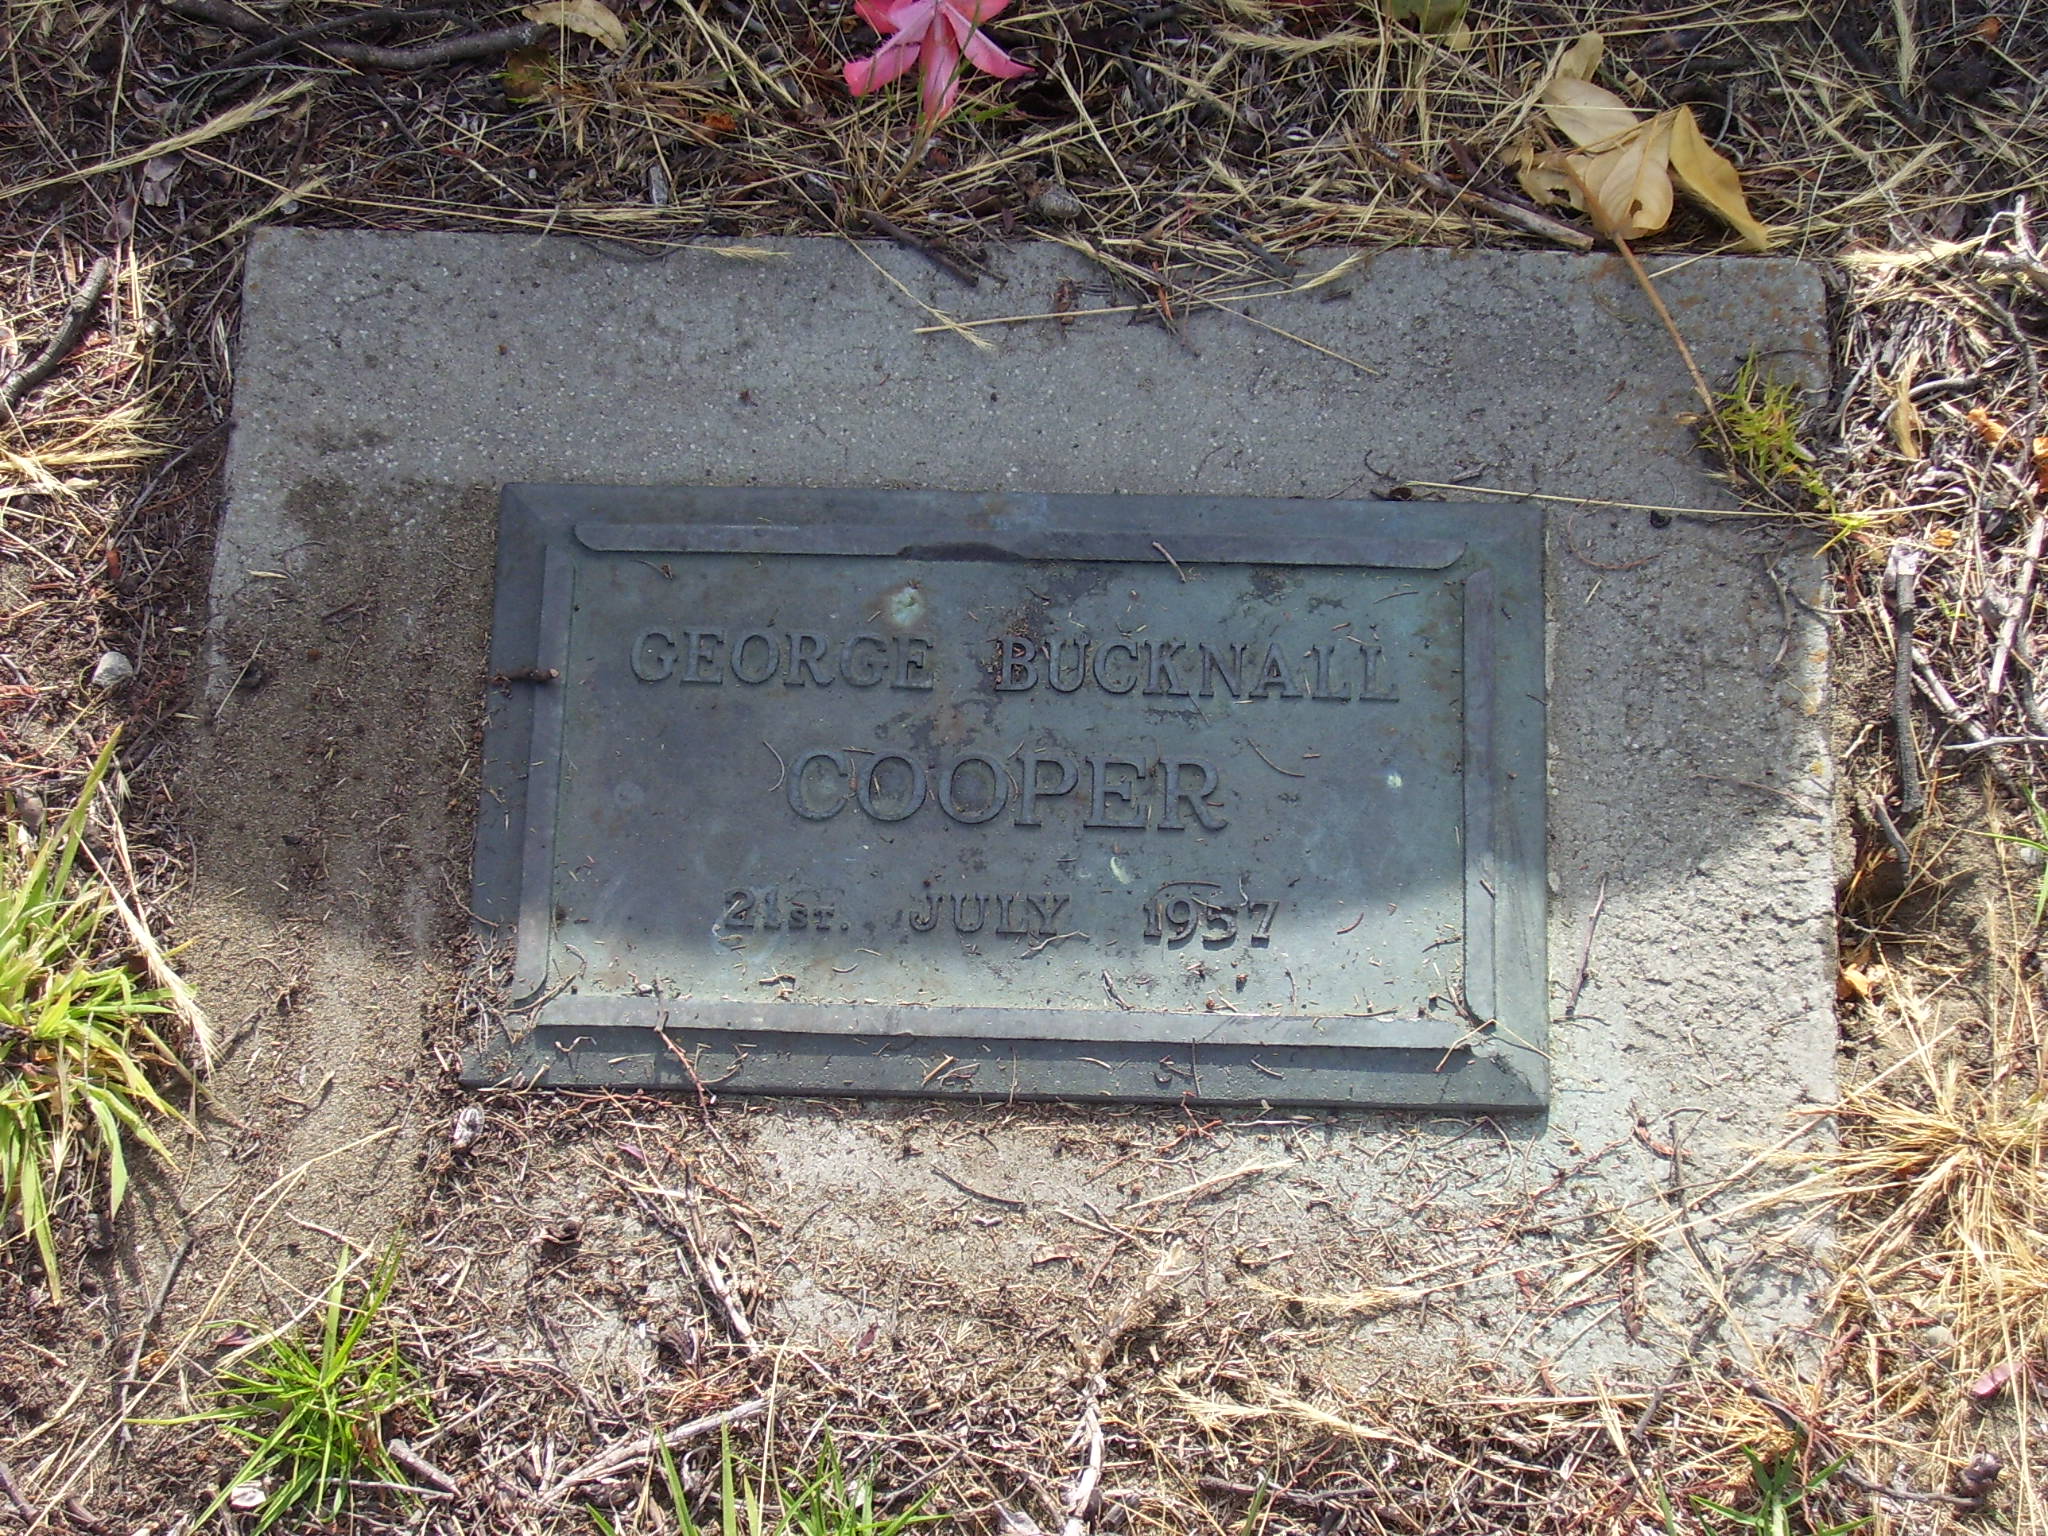 GEORGE BUCKNALL
COOPER
21ST. JULY 1957